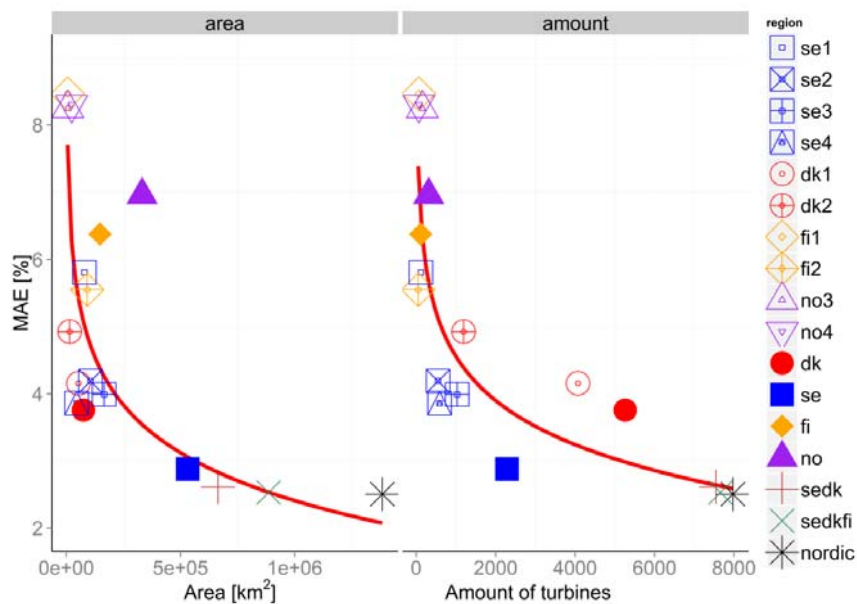 area
amount
MAE [%]
8
6
4
2
0e+00
5e+05
1e+06
Area [km²]
0
2000
4000
6000
8000
Amount of turbines
region
se1
se2
se3
se4
dk1
dk2
fi1
fi2
no3
no4
dk
se
fi
no
sedk
sedkfi
nordic